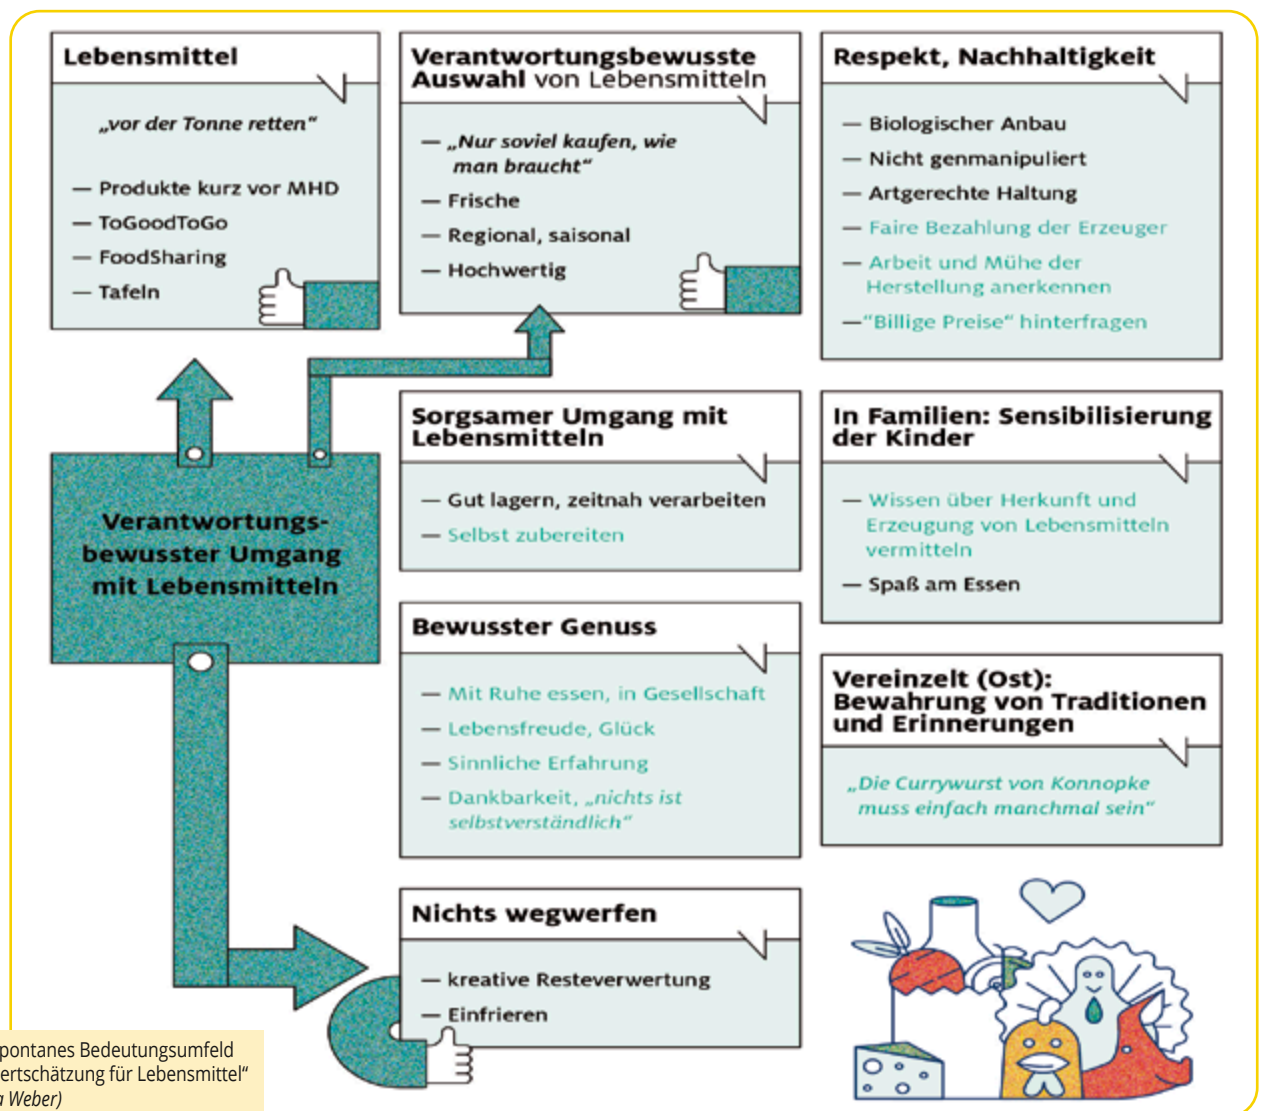 Lebensmittel
„vor der Tonne retten“
— Produkte kurz vor MHD
— ToGoodToGo
— FoodSharing
— Tafeln
Verantwortungsbewusste
Auswahl von Lebensmitteln
— „Nur soviel kaufen, wie
man braucht“
— Frische
— Regional, saisonal
— Hochwertig
Respekt, Nachhaltigkeit
— Biologischer Anbau
— Nicht genmanipuliert
— Artgerechte Haltung
— Faire Bezahlung der Erzeuger
— Arbeit und Mühe der
Herstellung anerkennen
—“Billige Preise“ hinterfragen
Verantwortungs-
bewusster Umgang
mit Lebensmitteln
Sorgsamer Umgang mit
Lebensmitteln
— Gut lagern, zeitnah verarbeiten
— Selbst zubereiten
In Familien: Sensibilisierung
der Kinder
— Wissen über Herkunft und
Erzeugung von Lebensmitteln
vermitteln
— Spaß am Essen
Bewusster Genuss
— Mit Ruhe essen, in Gesellschaft
— Lebensfreude, Glück
— Sinnliche Erfahrung
— Dankbarkeit, „nichts ist
selbstverständlich“
Vereinzelt (Ost):
Bewahrung von Traditionen
und Erinnerungen
„Die Currywurst von Konnopke
muss einfach manchmal sein“
Nichts wegwerfen
— kreative Resteverwertung
— Einfrieren
pontanes Bedeutungsumfeld
ertschätzung für Lebensmittel“
a Weber)